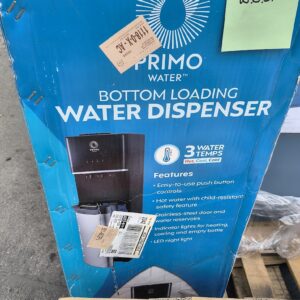 PRIMO
WATER™
BOTTOM LOADING
WATER DISPENSER
3 WATER
TEMPS
Hot, Cool, Cold
Features
• Easy-to-use push button
controls
• Hot water with child-resistant
safety feature
• Stainless-steel door and
water reservoirs
• Indicator lights for heating,
cooling and empty bottle
• LED night light